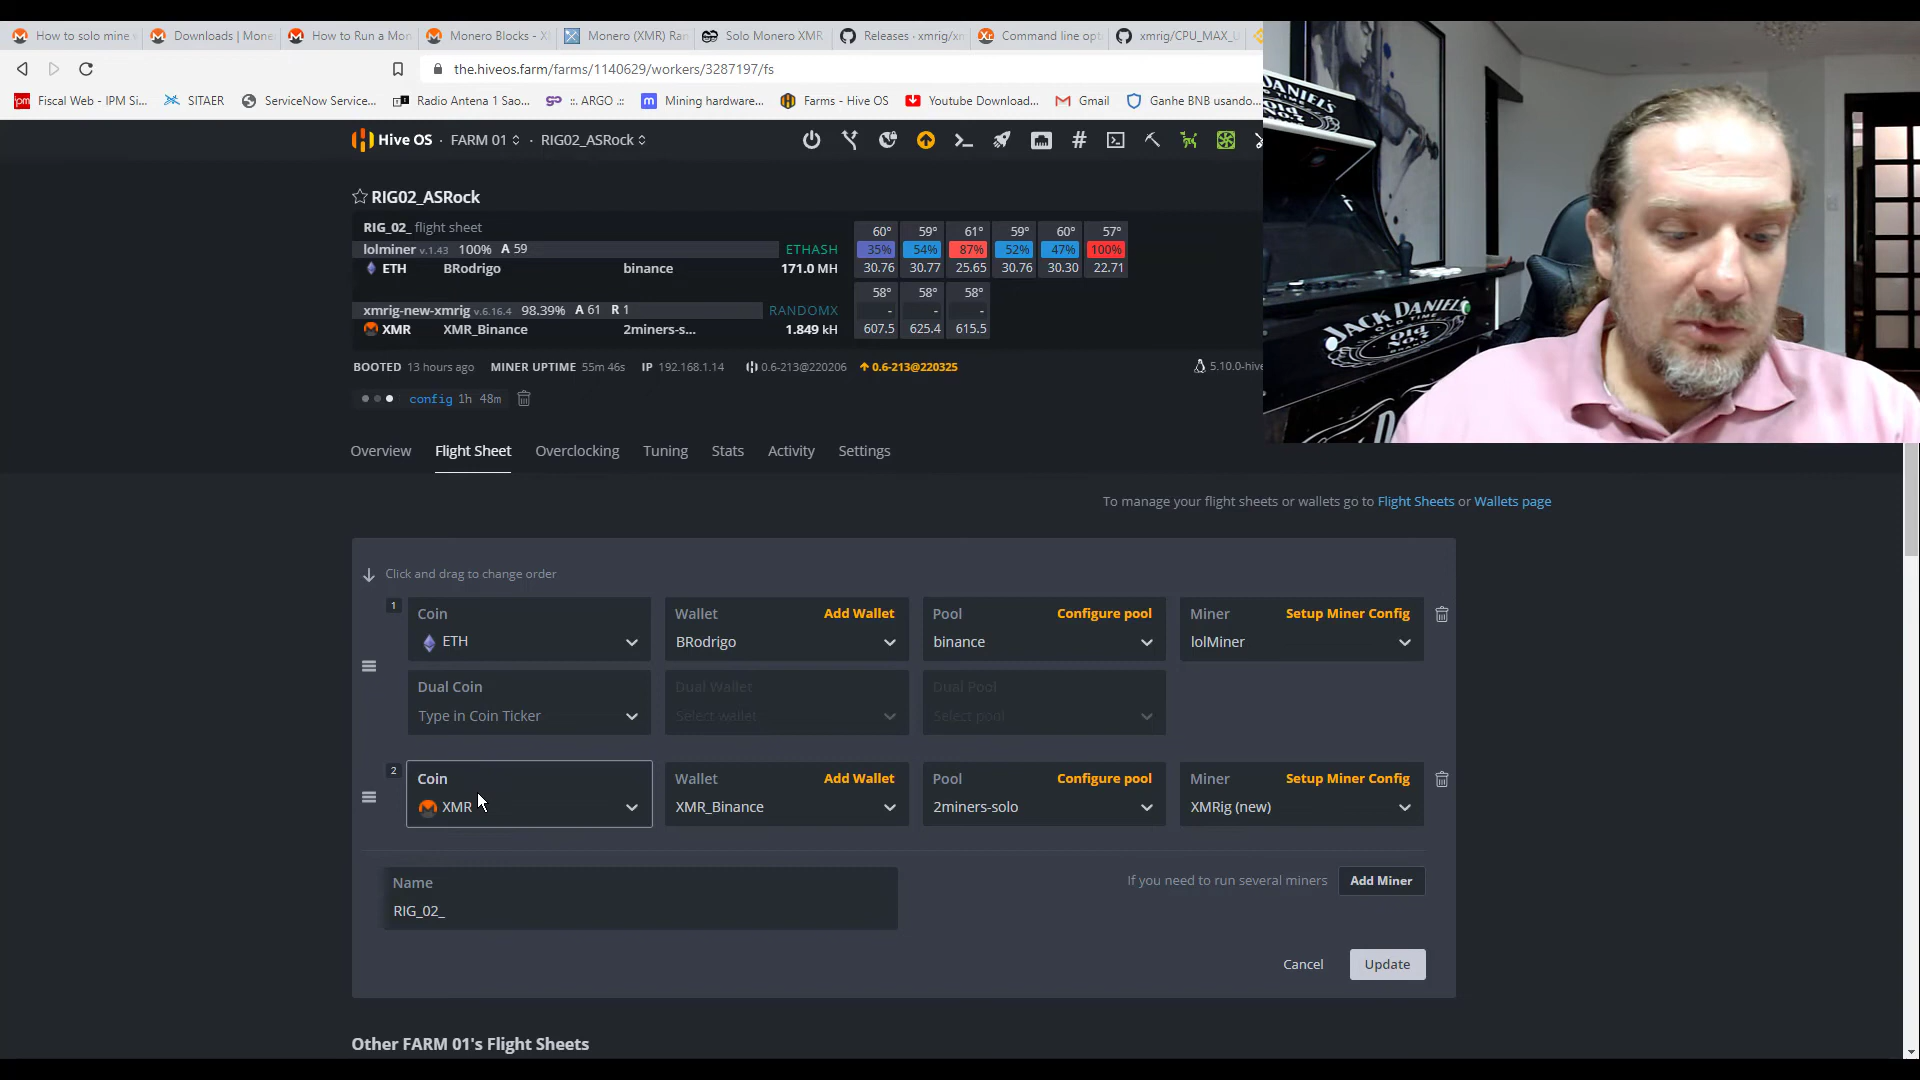 How to solo mine
Downloads | Mone
How to Run a Mon
Monero Blocks - X
Monero (XMR) Ra
Solo Monero XMR
Releases · xmrig/x
Command line opt
xmrig/CPU_MAX_U
the.hiveos.farm/farms/1140629/workers/3287197/fs
Fiscal Web - IPM Si...
SITAER
ServiceNow Service...
Radio Antena 1 Sao...
::. ARGO .::
Mining hardware...
Farms - Hive OS
Youtube Download...
Gmail
Ganhe BNB usando...
Hive OS · FARM 01 · RIG02_ASRock
RIG02_ASRock
RIG_02_ flight sheet
lolminer v.1.43 100% A 59 ETHASH
ETH BRodrigo binance 171.0 MH
60° 59° 61° 59° 60° 57°
35% 54% 87% 52% 47% 100%
30.76 30.77 25.65 30.76 30.30 22.71
xmrig-new-xmrig v.6.16.4 98.39% A 61 R 1 RANDOMX
XMR XMR_Binance 2miners-s... 1.849 kH
58° 58° 58°
- - -
607.5 625.4 615.5
BOOTED 13 hours ago MINER UPTIME 55m 46s IP 192.168.1.14 0.6-213@220206 0.6-213@220325 5.10.0-hive
config 1h 48m
Overview Flight Sheet Overclocking Tuning Stats Activity Settings
To manage your flight sheets or wallets go to Flight Sheets or Wallets page
Click and drag to change order
1
Coin
ETH
Wallet Add Wallet
BRodrigo
Pool Configure pool
binance
Miner Setup Miner Config
lolMiner
Dual Coin
Type in Coin Ticker
Dual Wallet
Select wallet
Dual Pool
Select pool
2
Coin
XMR
Wallet Add Wallet
XMR_Binance
Pool Configure pool
2miners-solo
Miner Setup Miner Config
XMRig (new)
Name
RIG_02_
If you need to run several miners Add Miner
Cancel Update
Other FARM 01's Flight Sheets
DANIEL'S
JACK DANIEL'S
OLD TIME
OLD NO.7